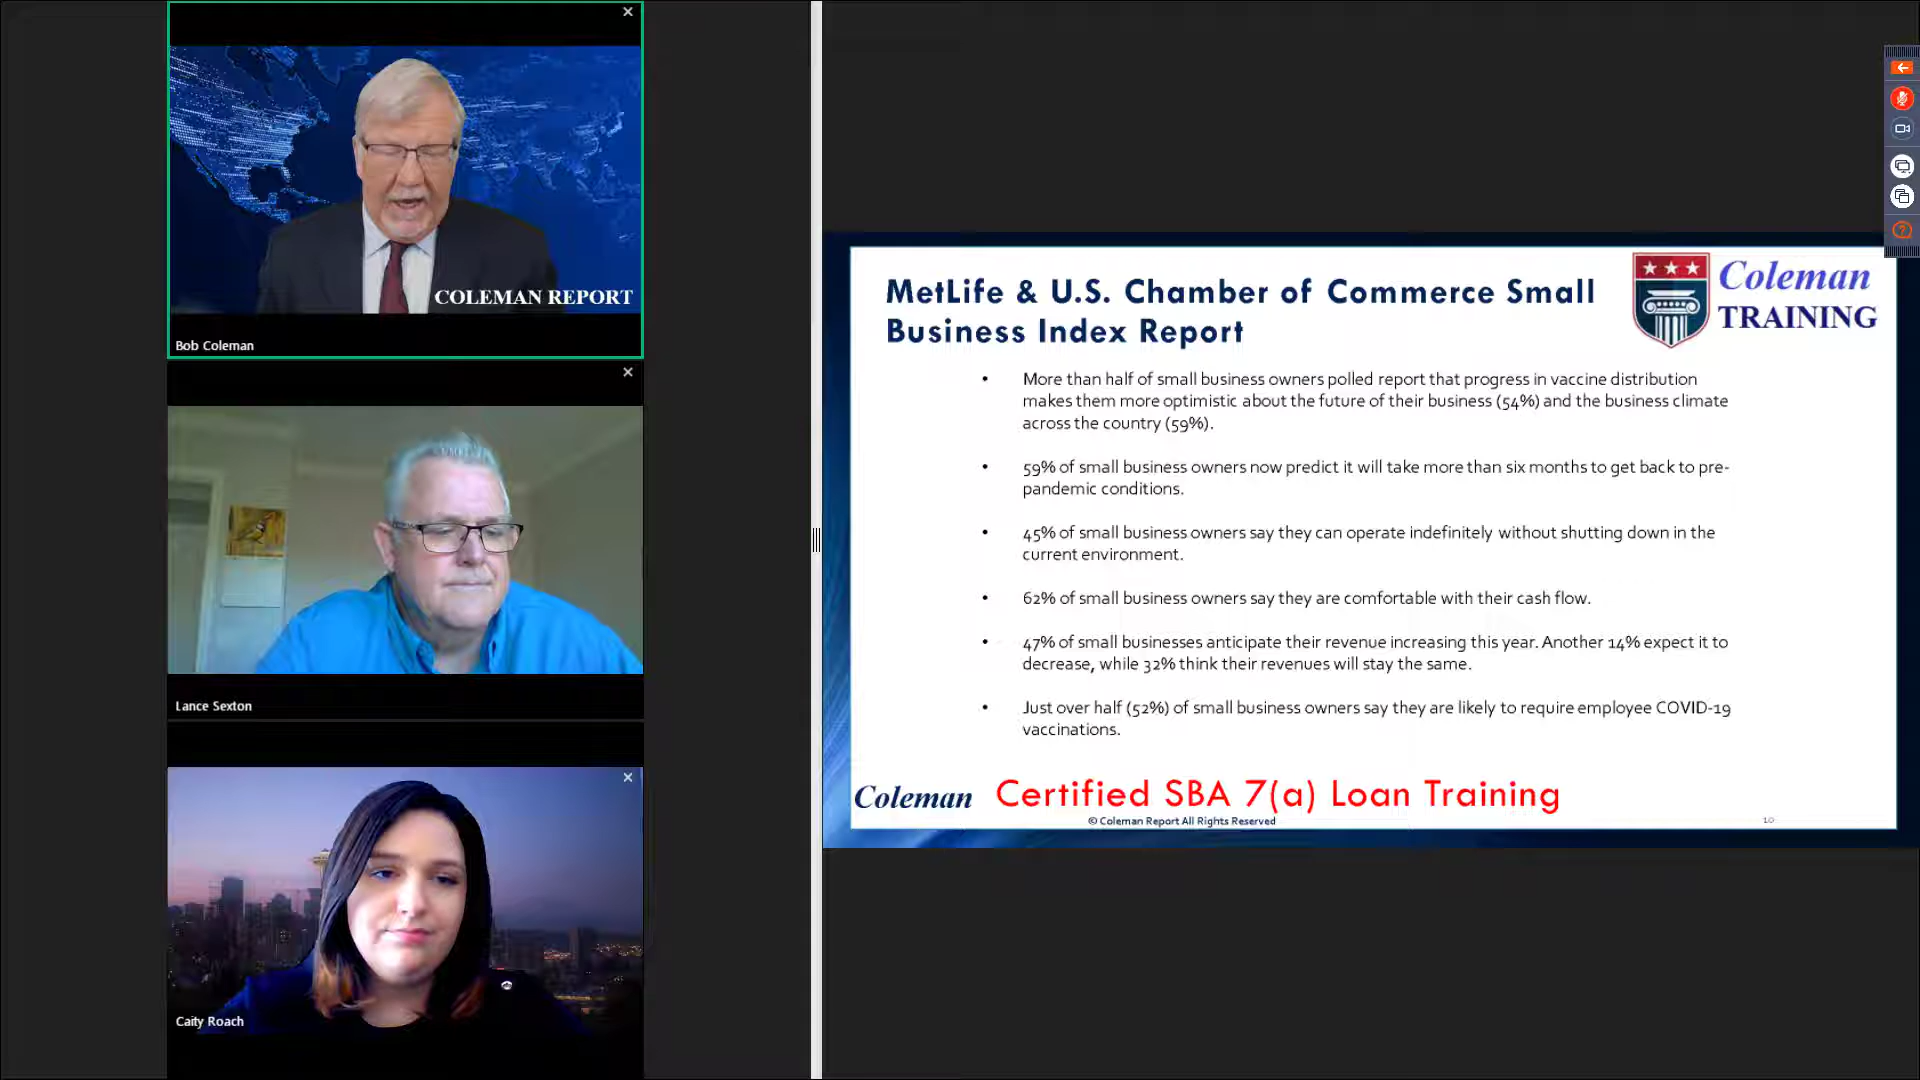 COLEMAN REPORT
Bob Coleman
Lance Sexton
Caity Roach
MetLife & U.S. Chamber of Commerce Small
Business Index Report
Coleman
TRAINING
• More than half of small business owners polled report that progress in vaccine distribution
makes them more optimistic about the future of their business (54%) and the business climate
across the country (59%).
• 59% of small business owners now predict it will take more than six months to get back to pre-
pandemic conditions.
• 45% of small business owners say they can operate indefinitely without shutting down in the
current environment.
• 62% of small business owners say they are comfortable with their cash flow.
• 47% of small businesses anticipate their revenue increasing this year. Another 14% expect it to
decrease, while 32% think their revenues will stay the same.
• Just over half (52%) of small business owners say they are likely to require employee COVID-19
vaccinations.
Coleman Certified SBA 7(a) Loan Training
© Coleman Report All Rights Reserved
10